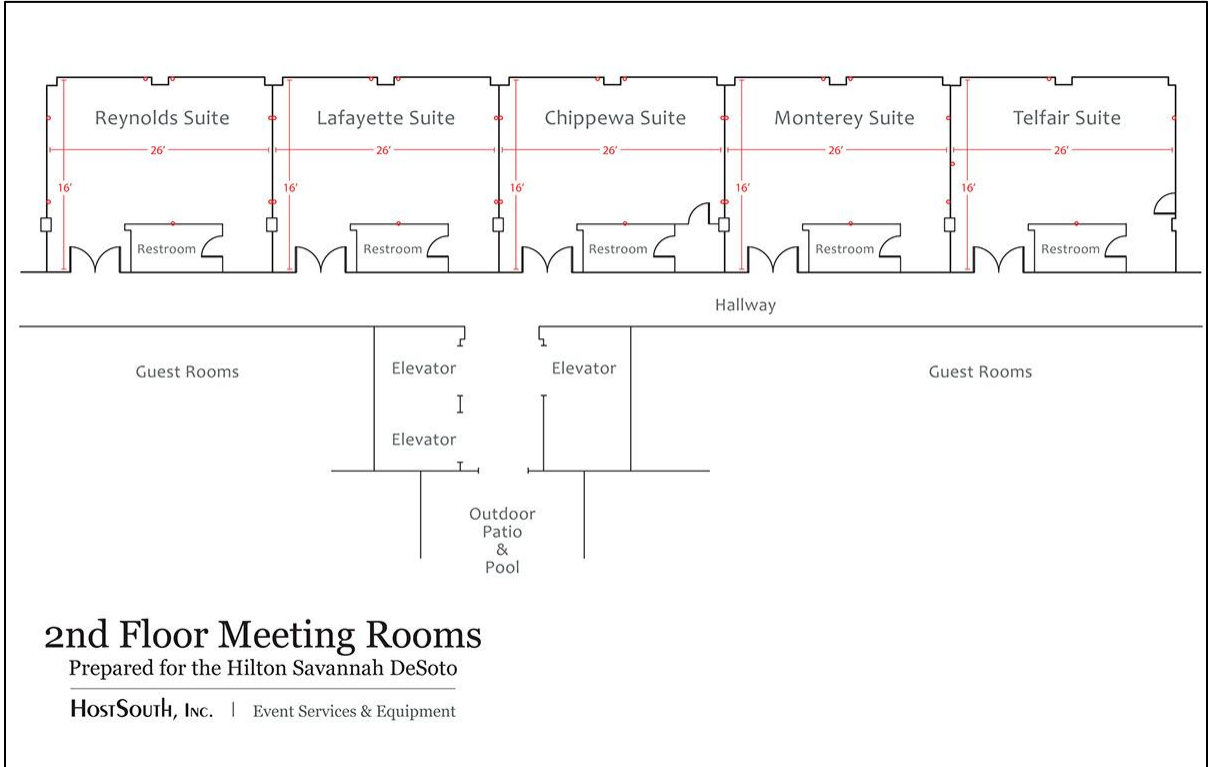 Reynolds Suite Lafayette Suite Chippewa Suite Monterey Suite Telfair Suite
26’ 26’ 26’ 26’ 26’
16’ 16’ 16’ 16’ 16’
Restroom Restroom Restroom Restroom Restroom
Hallway
Guest Rooms Elevator Elevator Guest Rooms
Elevator
Outdoor
Patio
&
Pool
2nd Floor Meeting Rooms
Prepared for the Hilton Savannah DeSoto
HostSouth, Inc. | Event Services & Equipment